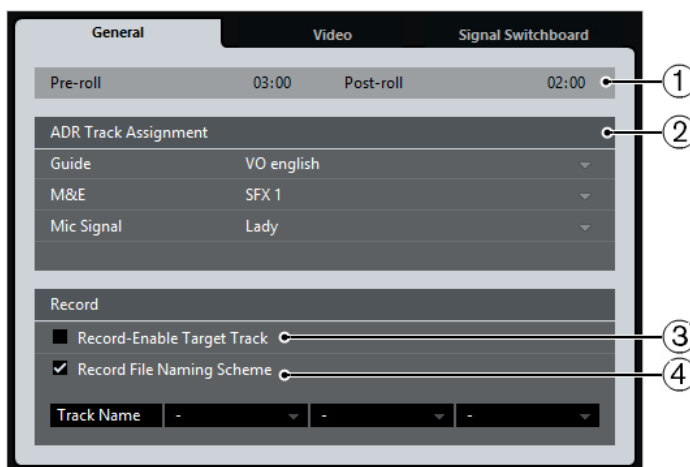 General Video Signal Switchboard
Pre-roll 03:00 Post-roll 02:00 1
ADR Track Assignment 2
Guide VO english
M&E SFX 1
Mic Signal Lady
Record
Record-Enable Target Track 3
Record File Naming Scheme 4
Track Name - - -